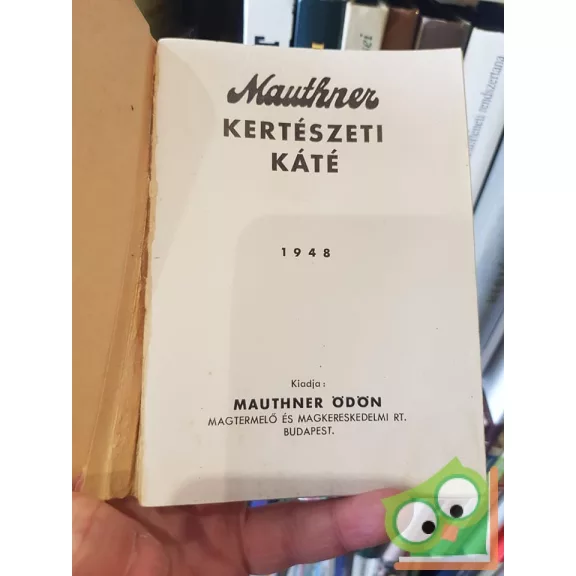 Mauthner
KERTÉSZETI
KÁTÉ
1948
Kiadja:
MAUTHNER ÖDÖN
MAGTERMELŐ ÉS MAGKERESKEDELMI RT.
BUDAPEST.